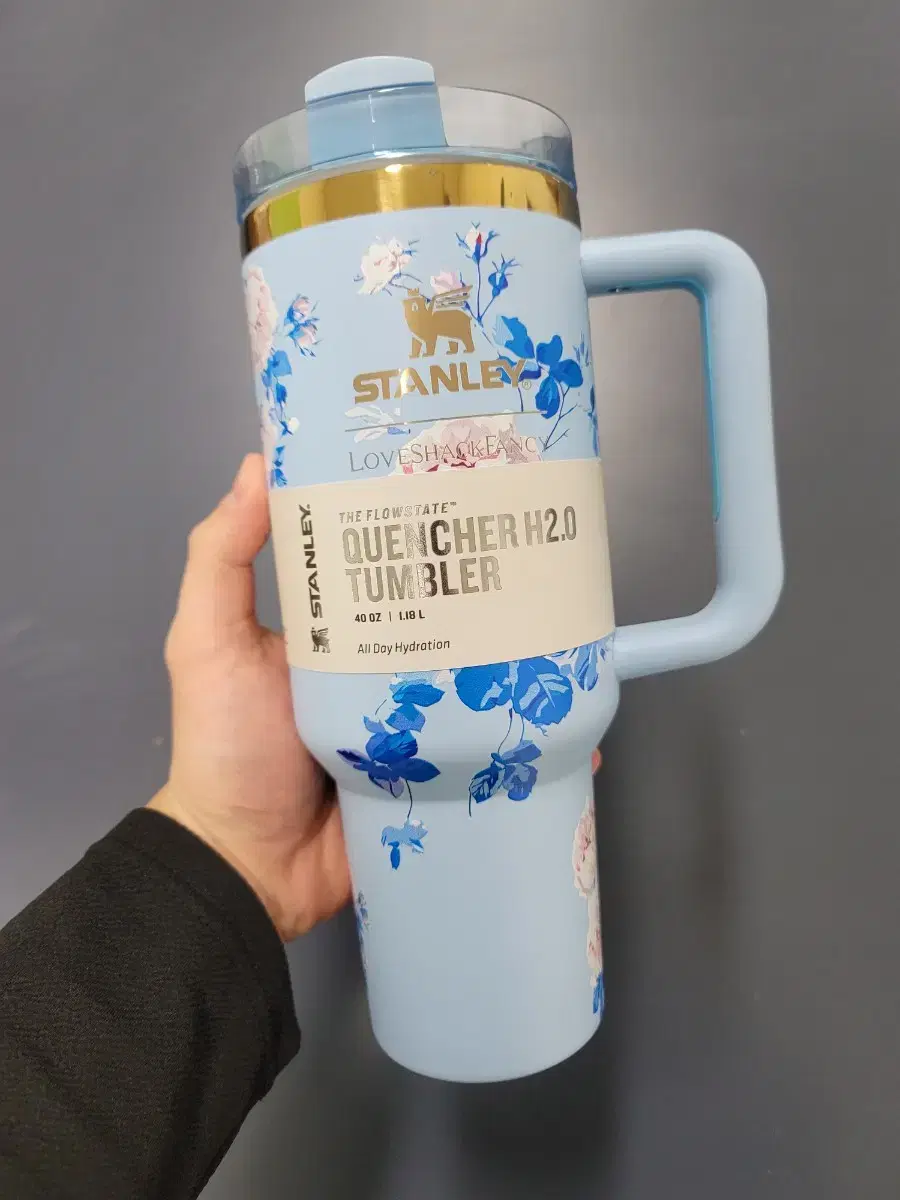 STANLEY®
LOVESHACKFANCY
STANLEY.
THE FLOWSTATE™
QUENCHER H2.0
TUMBLER
40 OZ | 1.18 L
All Day Hydration